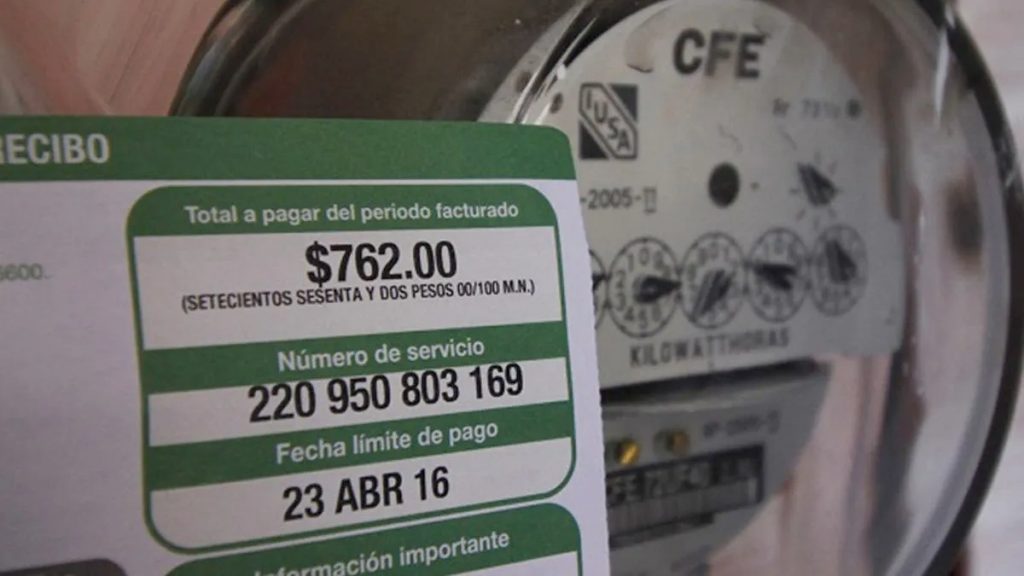 RECIBO
Total a pagar del periodo facturado
$762.00
(SETECIENTOS SESENTA Y DOS PESOS 00/100 M.N.)
6600.
Número de servicio
220 950 803 169
Fecha límite de pago
23 ABR 16
Información importante
CFE
IUSA
-2005-
KILOWATTHORAS